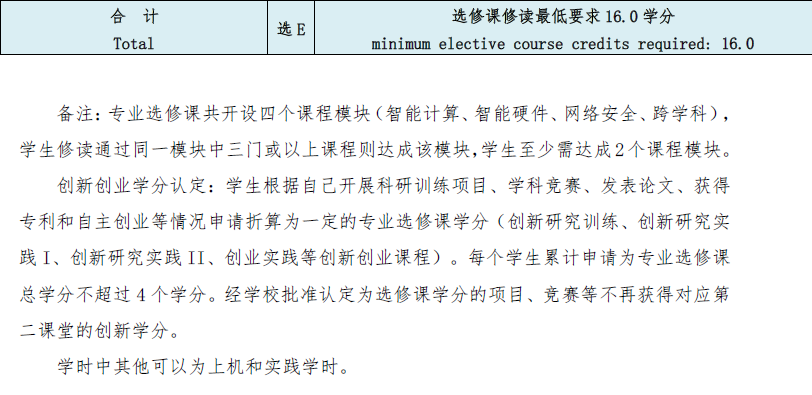 合 计
Total
选 E
选修课修读最低要求 16.0 学分
minimum elective course credits required: 16.0
备注：专业选修课共开设四个课程模块（智能计算、智能硬件、网络安全、跨学科），
学生修读通过同一模块中三门或以上课程则达成该模块，学生至少需达成 2 个课程模块。
创新创业学分认定：学生根据自己开展科研训练项目、学科竞赛、发表论文、获得
专利和自主创业等情况申请折算为一定的专业选修课学分（创新研究训练、创新研究实
践 I、创新研究实践 II、创业实践等创新创业课程）。每个学生累计申请为专业选修课
总学分不超过 4 个学分。经学校批准认定为选修课学分的项目、竞赛等不再获得对应第
二课堂的创新学分。
学时中其他可以为上机和实践学时。